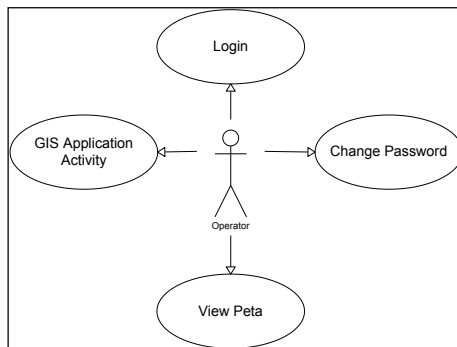 Login
GIS Application
Activity
Change Password
Operator
View Peta